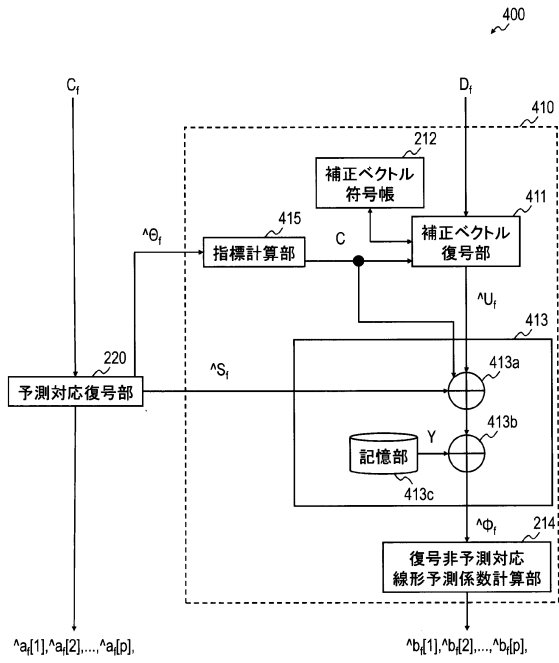 400
C_f
D_f
410
212
補正ベクトル
符号帳
411
415
^Θ_f
指標計算部
C
補正ベクトル
復号部
^U_f
413
220
413a
予測対応復号部
^S_f
413b
記憶部
Y
413c
^Φ_f
214
復号非予測対応
線形予測係数計算部
^a_f[1],^a_f[2],...,^a_f[p],
^b_f[1],^b_f[2],...,^b_f[p],